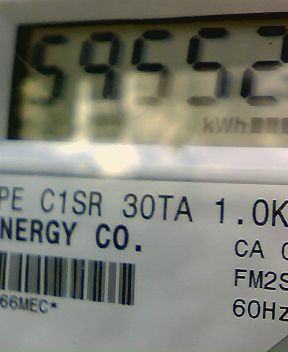 59552
kWh
PE C1SR 30TA 1.0K
NERGY CO.
CA
FM2S
66MEC*
60Hz